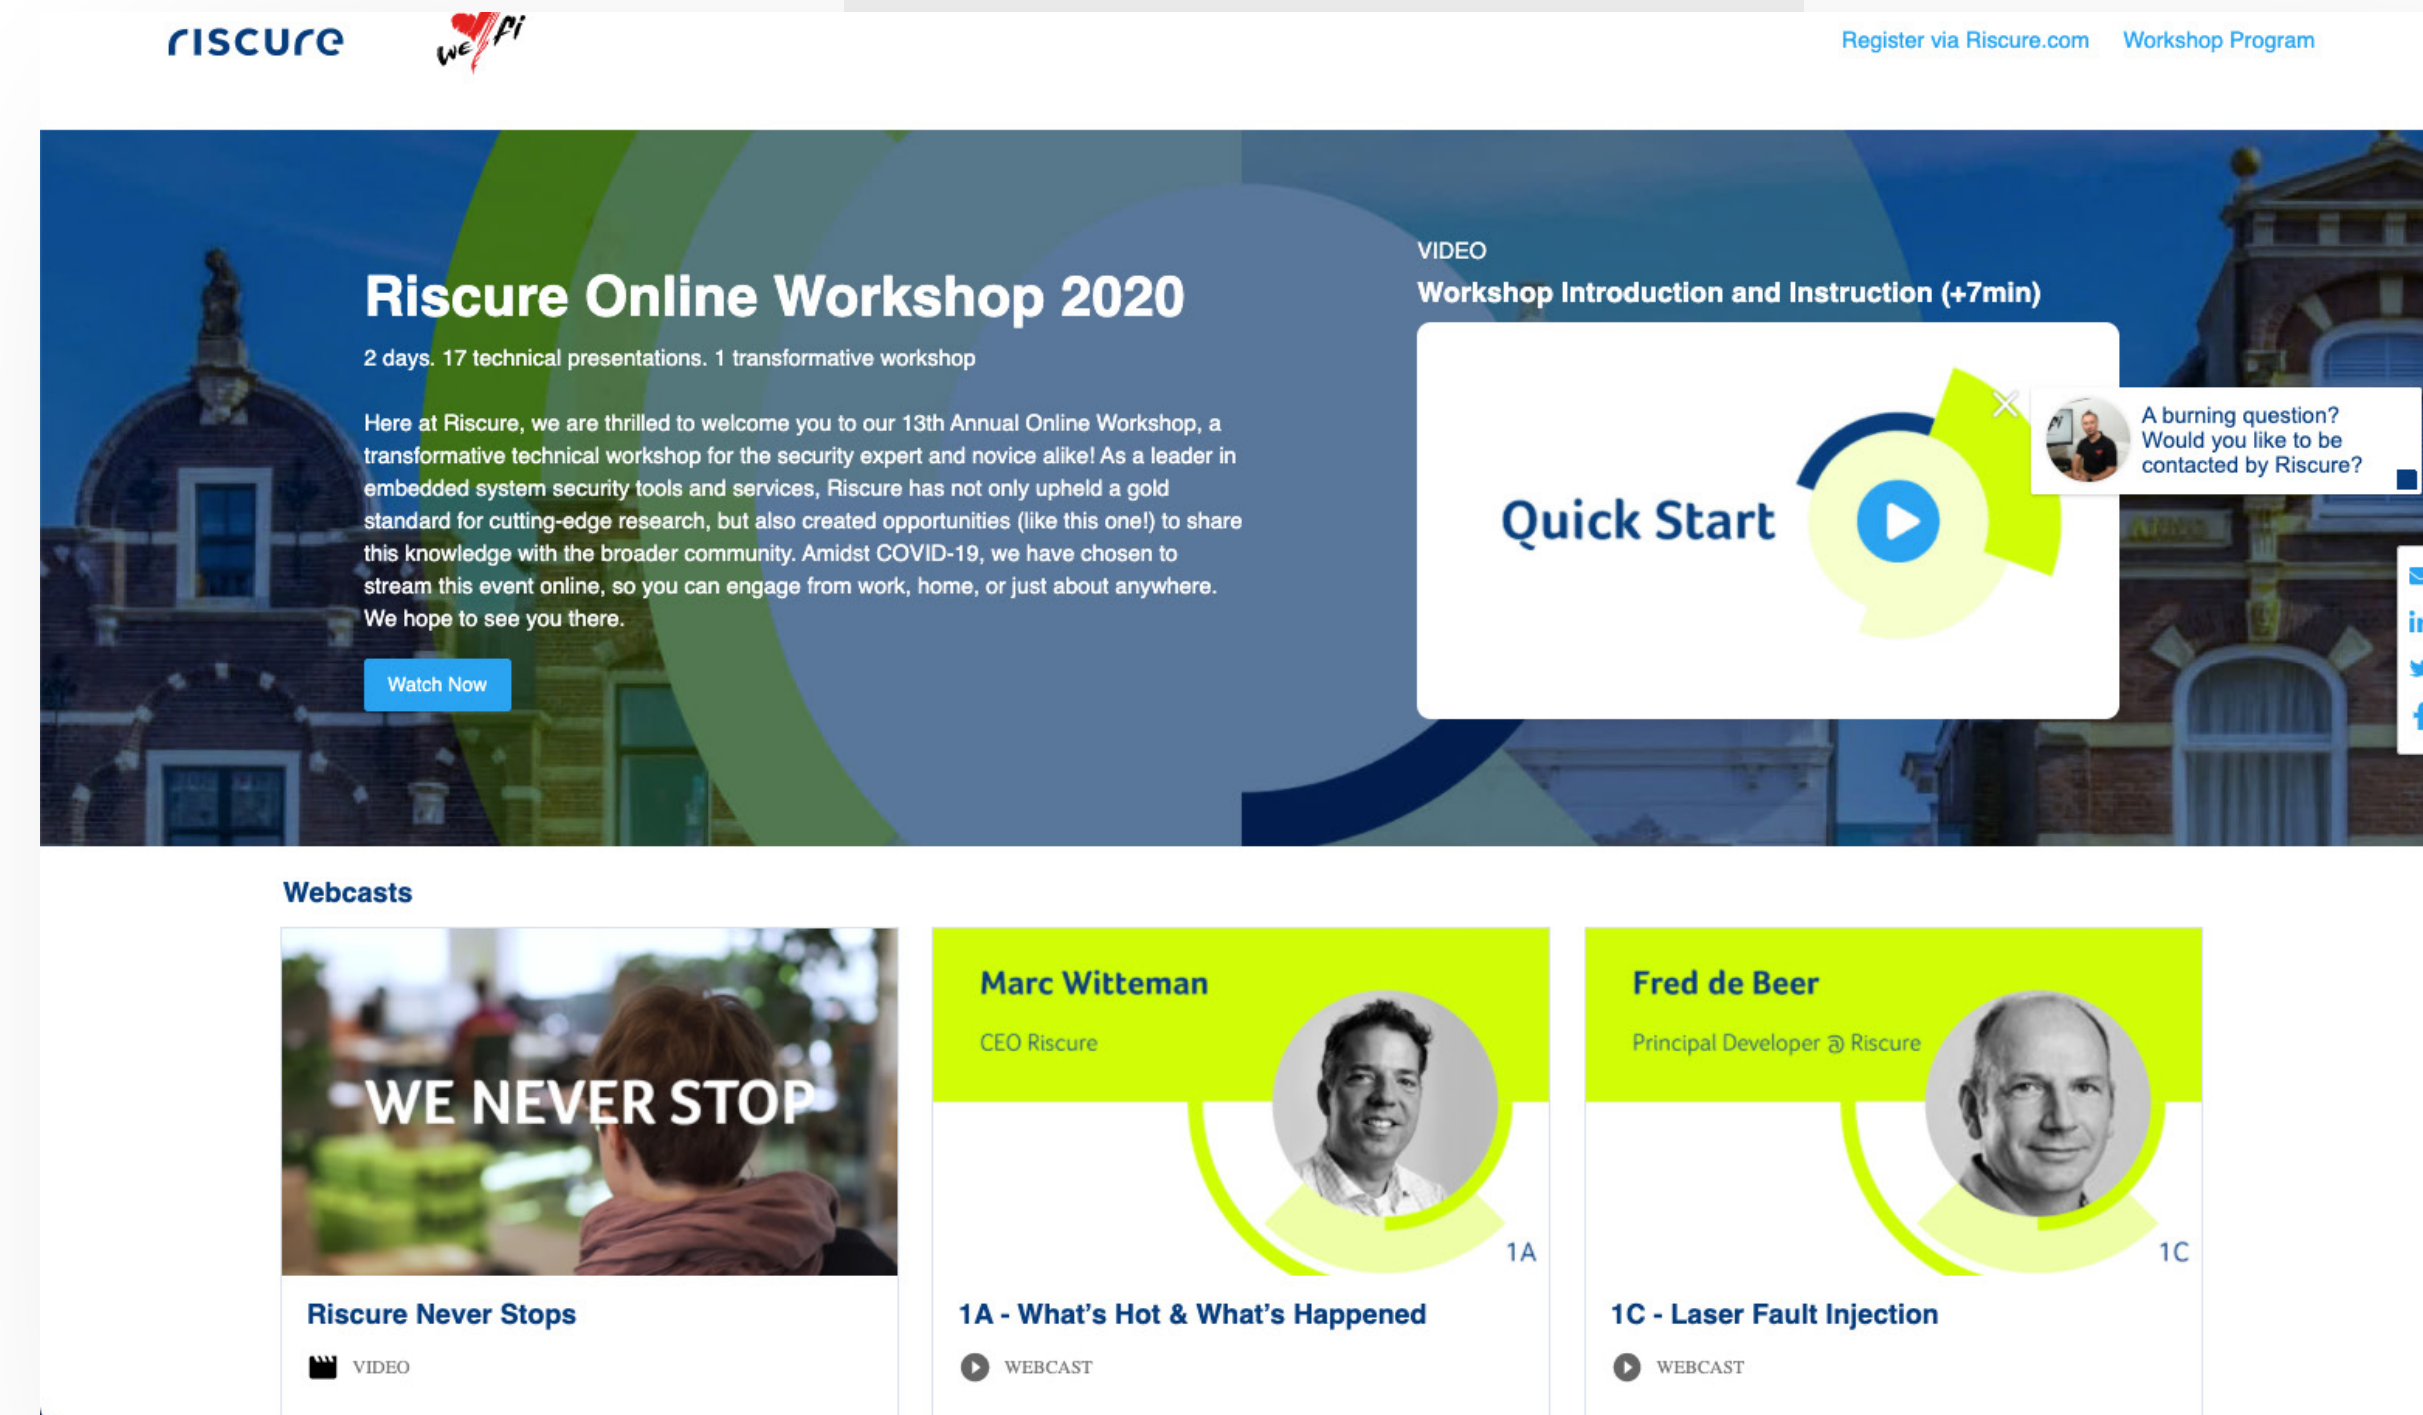 riscure
we fi
Register via Riscure.com
Workshop Program
Riscure Online Workshop 2020
2 days. 17 technical presentations. 1 transformative workshop
Here at Riscure, we are thrilled to welcome you to our 13th Annual Online Workshop, a
transformative technical workshop for the security expert and novice alike! As a leader in
embedded system security tools and services, Riscure has not only upheld a gold
standard for cutting-edge research, but also created opportunities (like this one!) to share
this knowledge with the broader community. Amidst COVID-19, we have chosen to
stream this event online, so you can engage from work, home, or just about anywhere.
We hope to see you there.
Watch Now
VIDEO
Workshop Introduction and Instruction (+7min)
Quick Start
A burning question?
Would you like to be
contacted by Riscure?
Webcasts
WE NEVER STOP
Riscure Never Stops
VIDEO
Marc Witteman
CEO Riscure
1A
1A - What’s Hot & What’s Happened
WEBCAST
Fred de Beer
Principal Developer @ Riscure
1C
1C - Laser Fault Injection
WEBCAST